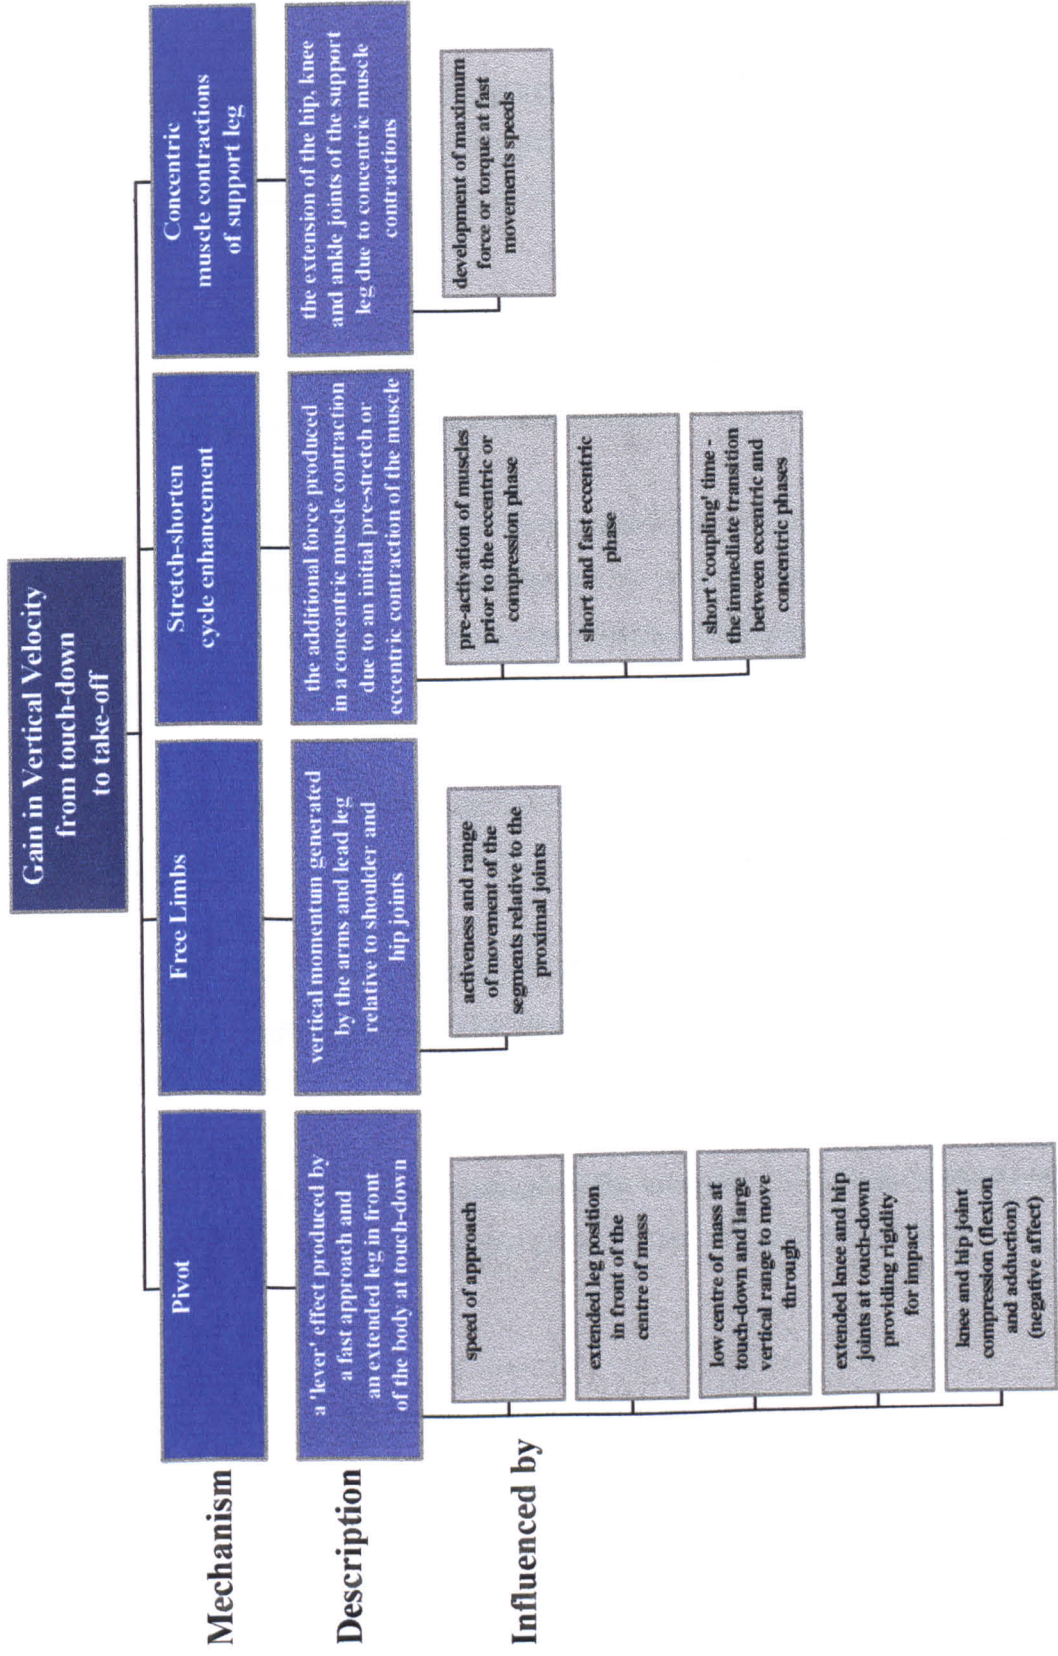 Gain in Vertical Velocity
from touch-down
to take-off
Mechanism
Pivot
Free Limbs
Stretch-shorten
cycle enhancement
Concentric
muscle contractions
of support leg
Description
a 'lever' effect produced by
a fast approach and
an extended leg in front
of the body at touch-down
vertical momentum generated
by the arms and lead leg
relative to shoulder and
hip joints
the additional force produced
in a concentric muscle contraction
due to an initial pre-stretch or
eccentric contraction of the muscle
the extension of the hip, knee
and ankle joints of the support
leg due to concentric muscle
contractions
Influenced by
speed of approach
extended leg position
in front of the
centre of mass
low centre of mass at
touch-down and large
vertical range to move
through
extended knee and hip
joints at touch-down
providing rigidity
for impact
knee and hip joint
compression (flexion
and adduction)
(negative affect)
activeness and range
of movement of the
segments relative to the
proximal joints
pre-activation of muscles
prior to the eccentric or
compression phase
short and fast eccentric
phase
short 'coupling' time -
the immediate transition
between eccentric and
concentric phases
development of maximum
force or torque at fast
movements speeds